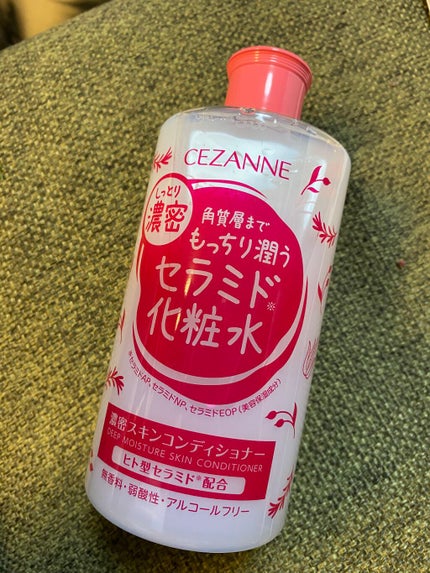 CEZANNE
しっとり
濃密
角質層まで
もっちり潤う
セラミド※
化粧水
※セラミドAP、セラミドNP、セラミドEOP(美容保湿成分)
濃密スキンコンディショナー
DEEP MOISTURE SKIN CONDITIONER
ヒト型セラミド※配合
無香料・弱酸性・アルコールフリー